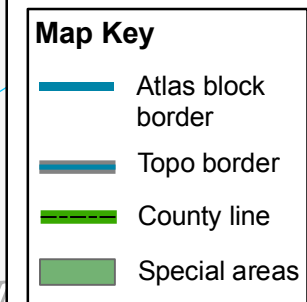 Map Key
Atlas block
border
Topo border
County line
Special areas